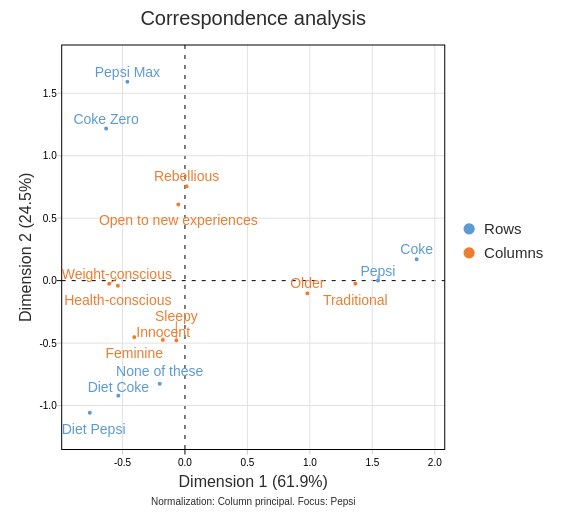 Correspondence analysis
Pepsi Max
1.5
Coke Zero
1.0
Rebellious
0.5
Open to new experiences
Rows
Coke
Columns
Pepsi
Weight-conscious
0.0
Older
Health-conscious
Traditional
Sleepy
Innocent
-0.5
Feminine
None of these
Diet Coke
-1.0
Diet Pepsi
Dimension 2 (24.5%)
-0.5 0.0 0.5 1.0 1.5 2.0
Dimension 1 (61.9%)
Normalization: Column principal. Focus: Pepsi